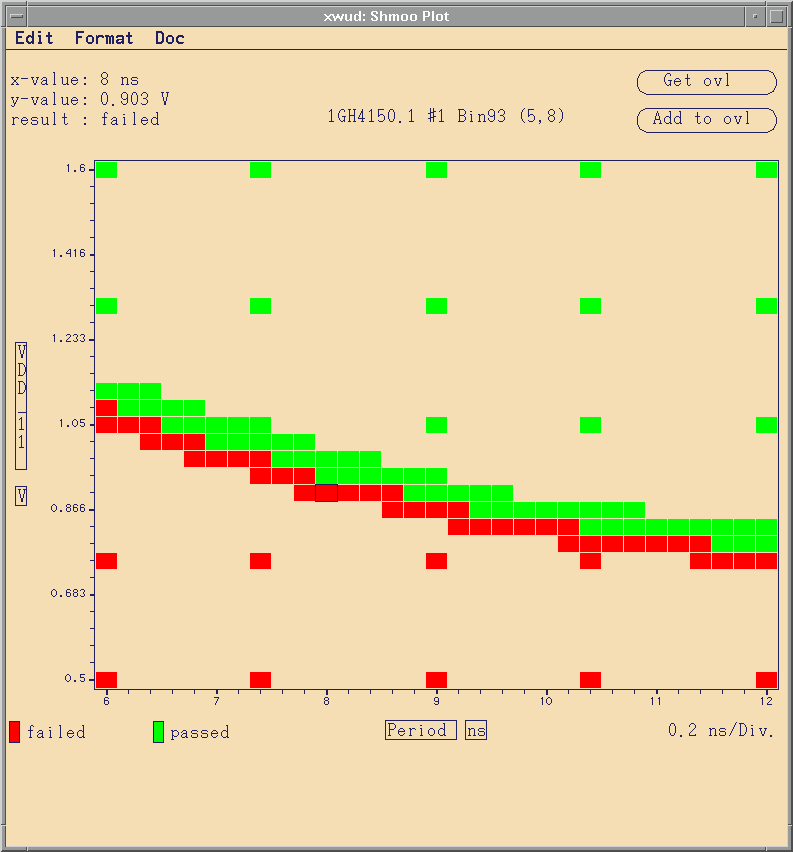 xwud: Shmoo Plot
Edit Format Doc
x-value: 8 ns
y-value: 0.903 V
result : failed
1GH4150.1 #1 Bin93 (5,8)
Get ovl
Add to ovl
1.6
1.416
1.233
1.05
0.866
0.683
0.5
VDD_11
V
6 7 8 9 10 11 12
failed
passed
Period ns
0.2 ns/Div.